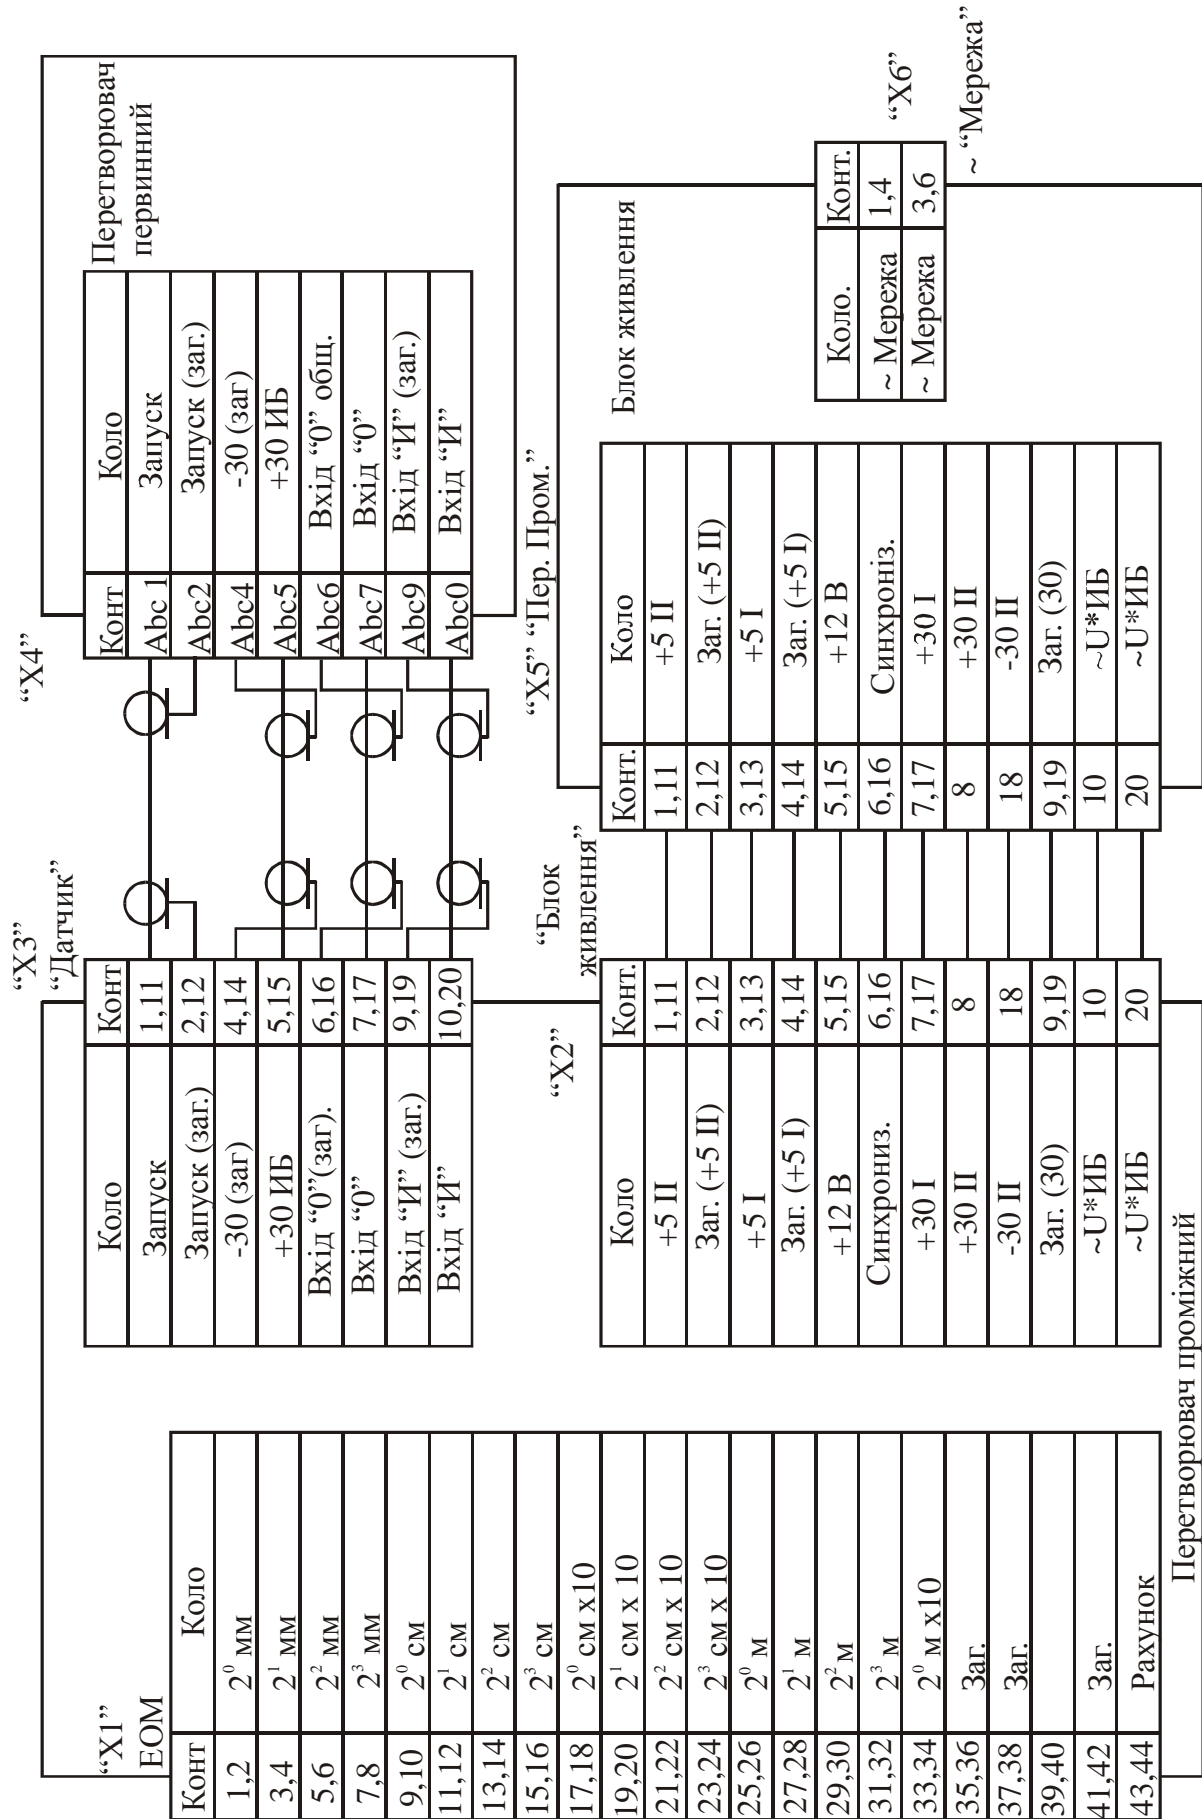 “X1”
ЕОМ
Конт Коло
1,2 2⁰ мм
3,4 2¹ мм
5,6 2² мм
7,8 2³ мм
9,10 2⁰ см
11,12 2¹ см
13,14 2² см
15,16 2³ см
17,18 2⁰ см x10
19,20 2¹ см x 10
21,22 2² см x 10
23,24 2³ см x 10
25,26 2⁰ м
27,28 2¹ м
29,30 2² м
31,32 2³ м
33,34 2⁰ м x10
35,36 Заг.
37,38 Заг.
39,40
41,42 Заг.
43,44 Рахунок
Перетворювач проміжний
“X3”
“Датчик”
Коло Конт
Запуск 1,11
Запуск (заг.) 2,12
-30 (заг) 4,14
+30 ИБ 5,15
Вхід “0”(заг). 6,16
Вхід “0” 7,17
Вхід “И” (заг.) 9,19
Вхід “И” 10,20
“X4”
Перетворювач
первинний
Конт Коло
Abc 1 Запуск
Abc2 Запуск (заг.)
Abc4 -30 (заг)
Abc5 +30 ИБ
Abc6 Вхід “0” общ.
Abc7 Вхід “0”
Abc9 Вхід “И” (заг.)
Abc0 Вхід “И”
“X2”
“Блок
живлення”
Коло Конт.
+5 II 1,11
Заг. (+5 II) 2,12
+5 I 3,13
Заг. (+5 I) 4,14
+12 В 5,15
Синхрониз. 6,16
+30 I 7,17
+30 II 8
-30 II 18
Заг. (30) 9,19
~U*ИБ 10
~U*ИБ 20
“X5” “Пер. Пром.”
Блок живлення
Конт. Коло
1,11 +5 II
2,12 Заг. (+5 II)
3,13 +5 I
4,14 Заг. (+5 I)
5,15 +12 В
6,16 Синхроніз.
7,17 +30 I
8 +30 II
18 -30 II
9,19 Заг. (30)
10 ~U*ИБ
20 ~U*ИБ
Коло. Конт.
~ Мережа 1,4
~ Мережа 3,6
“X6”
~ “Мережа”